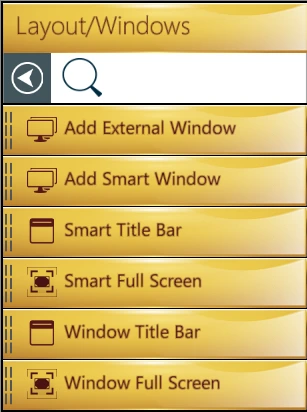 Layout/Windows
Add External Window
Add Smart Window
Smart Title Bar
Smart Full Screen
Window Title Bar
Window Full Screen